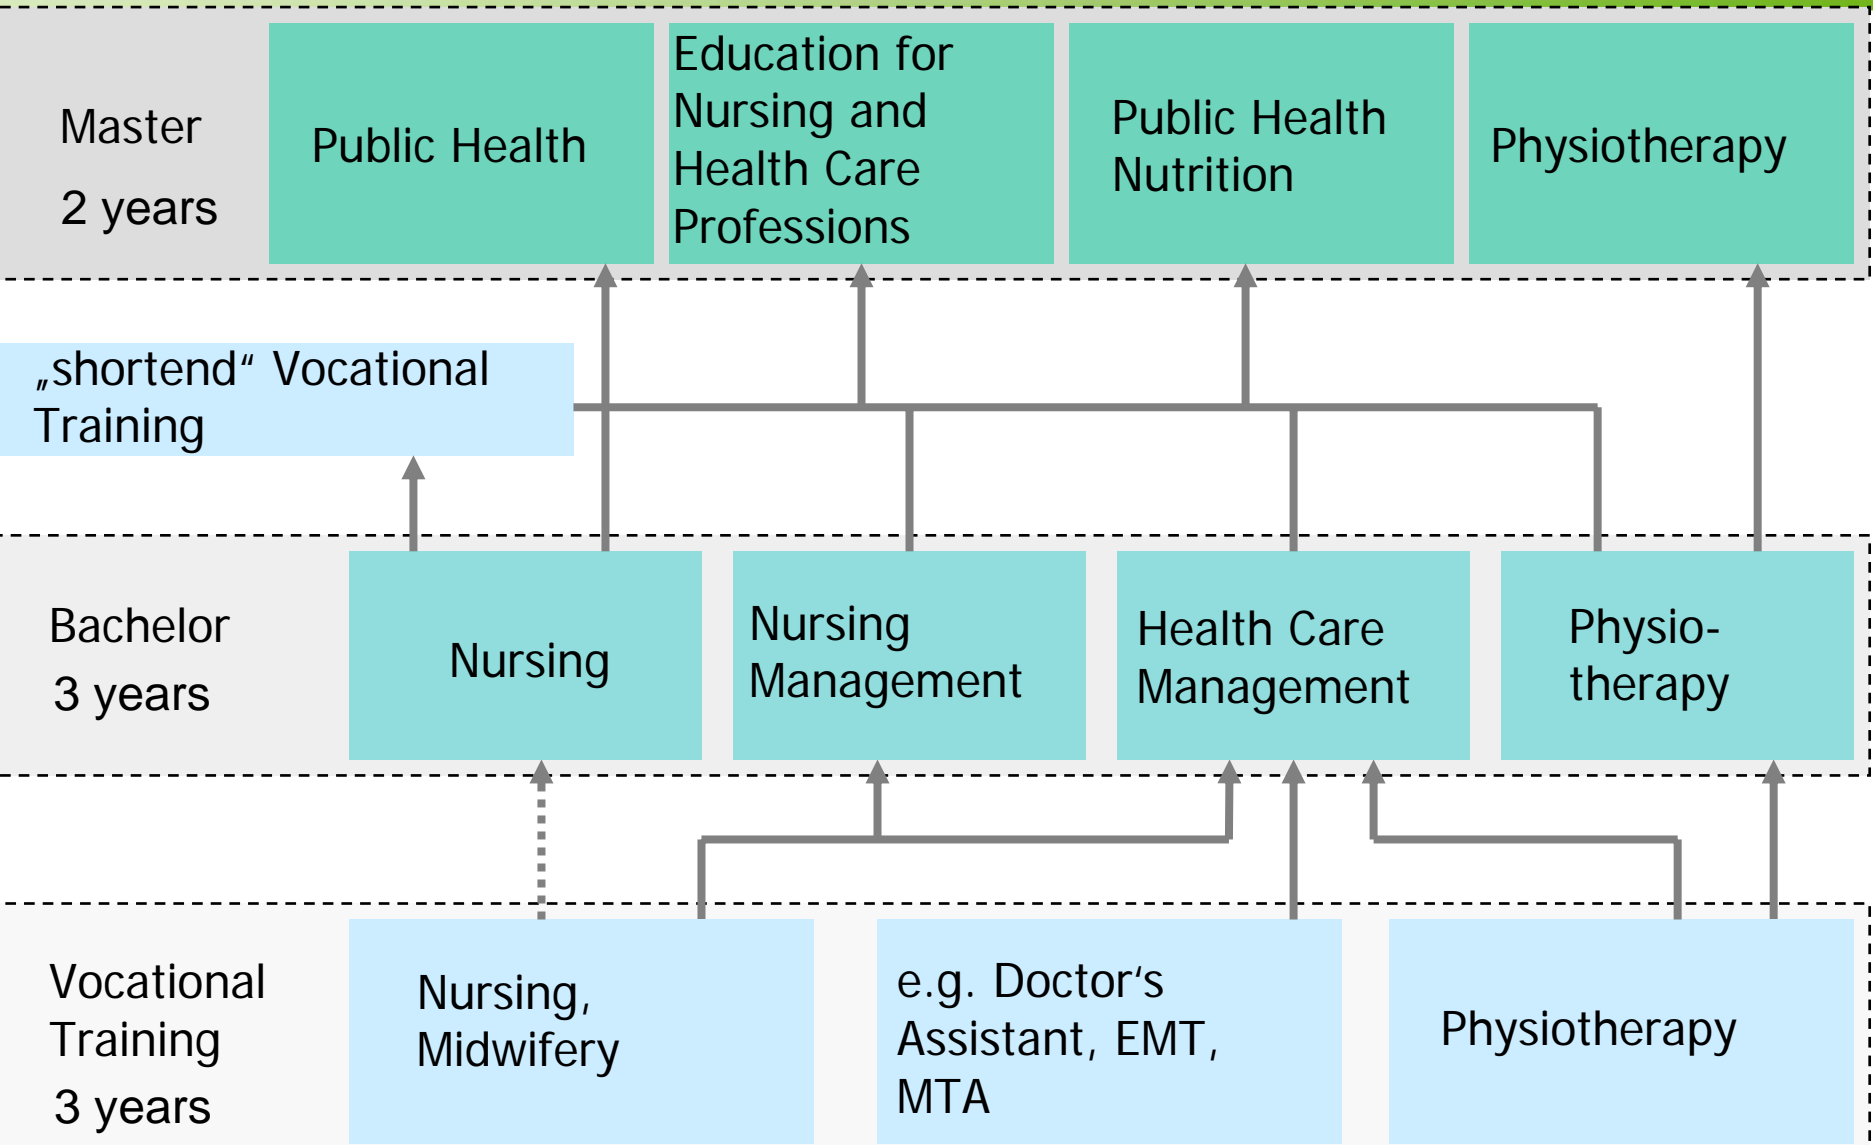 Master
2 years
Public Health
Education for
Nursing and
Health Care
Professions
Public Health
Nutrition
Physiotherapy
„shortend“ Vocational
Training
Bachelor
3 years
Nursing
Nursing
Management
Health Care
Management
Physio-
therapy
Vocational
Training
3 years
Nursing,
Midwifery
e.g. Doctor‘s
Assistant, EMT,
MTA
Physiotherapy